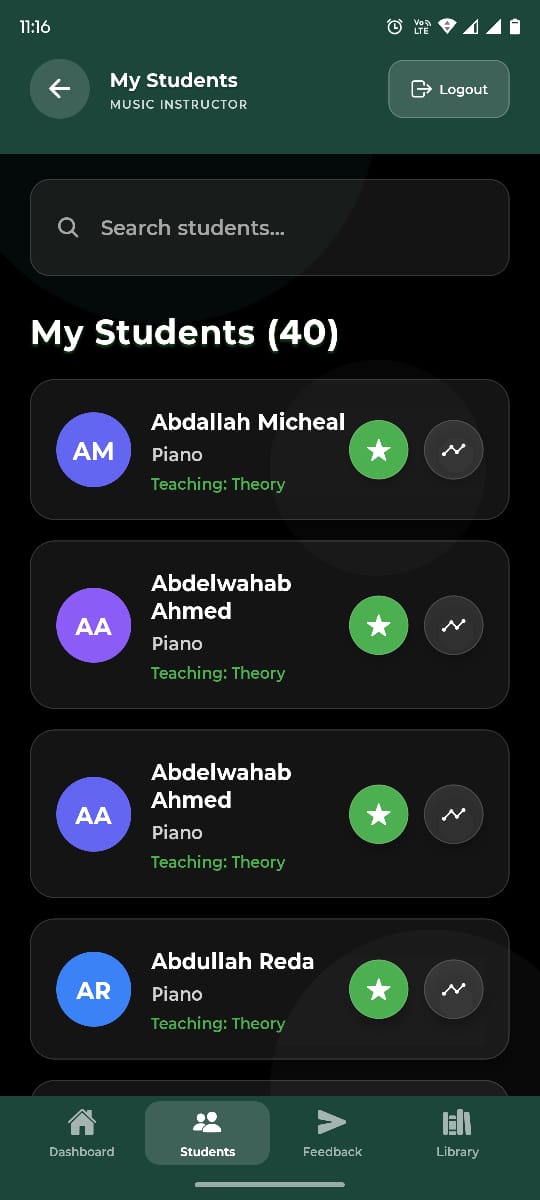 11:16
Vo
LTE
My Students
MUSIC INSTRUCTOR
Logout
Search students...
My Students (40)
AM
Abdallah Micheal
Piano
Teaching: Theory
AA
Abdelwahab
Ahmed
Piano
Teaching: Theory
AA
Abdelwahab
Ahmed
Piano
Teaching: Theory
AR
Abdullah Reda
Piano
Teaching: Theory
Dashboard
Students
Feedback
Library